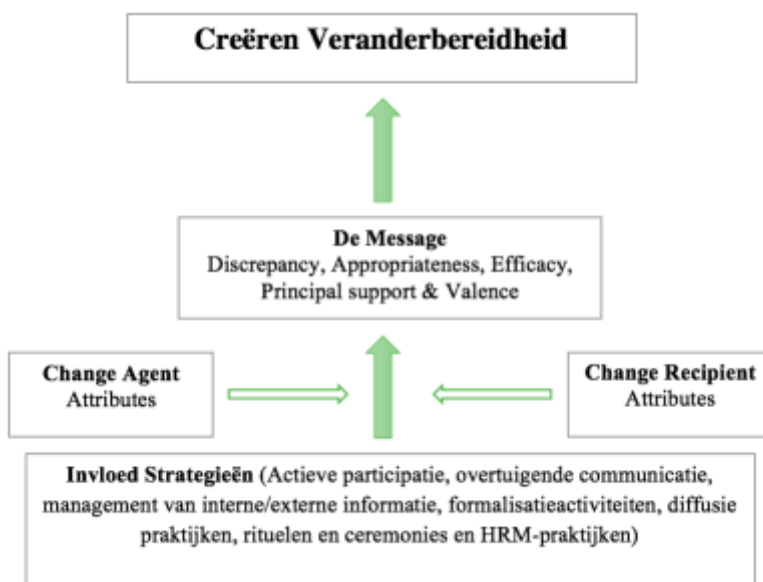 Creëren Veranderbereidheid
De Message
Discrepancy, Appropriateness, Efficacy,
Principal support & Valence
Change Agent
Attributes
Change Recipient
Attributes
Invloed Strategieën (Actieve participatie, overtuigende communicatie,
management van interne/externe informatie, formalisatieactiviteiten, diffusie
praktijken, rituelen en ceremonies en HRM-praktijken)